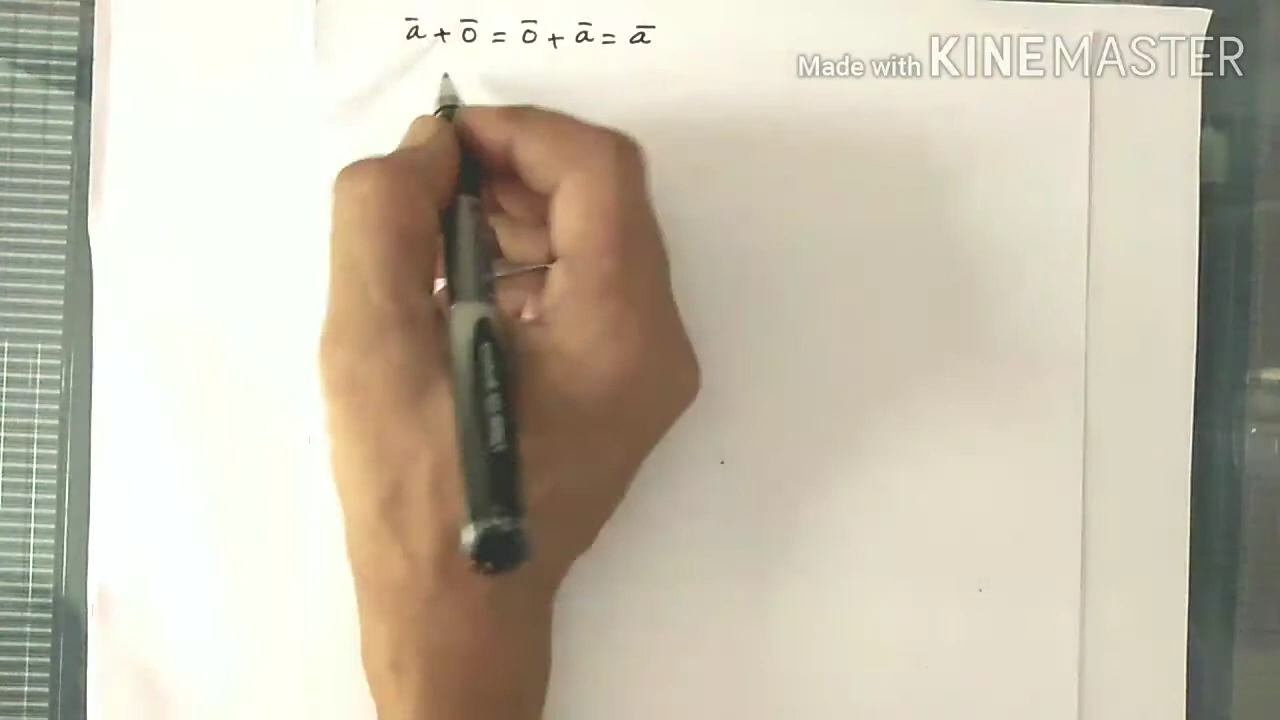 ā + ō = ō + ā = ā
Made with KINEMASTER